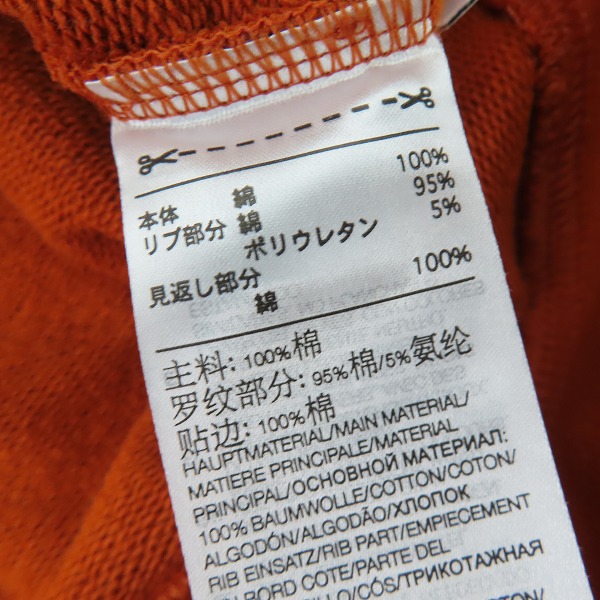 本体 綿 100%
リブ部分 綿 95%
ポリウレタン 5%
見返し部分
綿 100%
主料: 100%棉
罗纹部分: 95%棉/5%氨纶
贴边: 100%棉
HAUPTMATERIAL/MAIN MATERIAL/
MATIERE PRINCIPALE/MATERIAL
PRINCIPAL/ОСНОВНОЙ МАТЕРИАЛ:
100% BAUMWOLLE/COTTON/COTON/
ALGODÓN/ALGODÃO/ХЛОПОК
RIB EINSATZ/RIB PART/EMPIECEMENT
EN BORD COTE/PARTE DEL
/CÓS/ТРИКОТАЖНАЯ